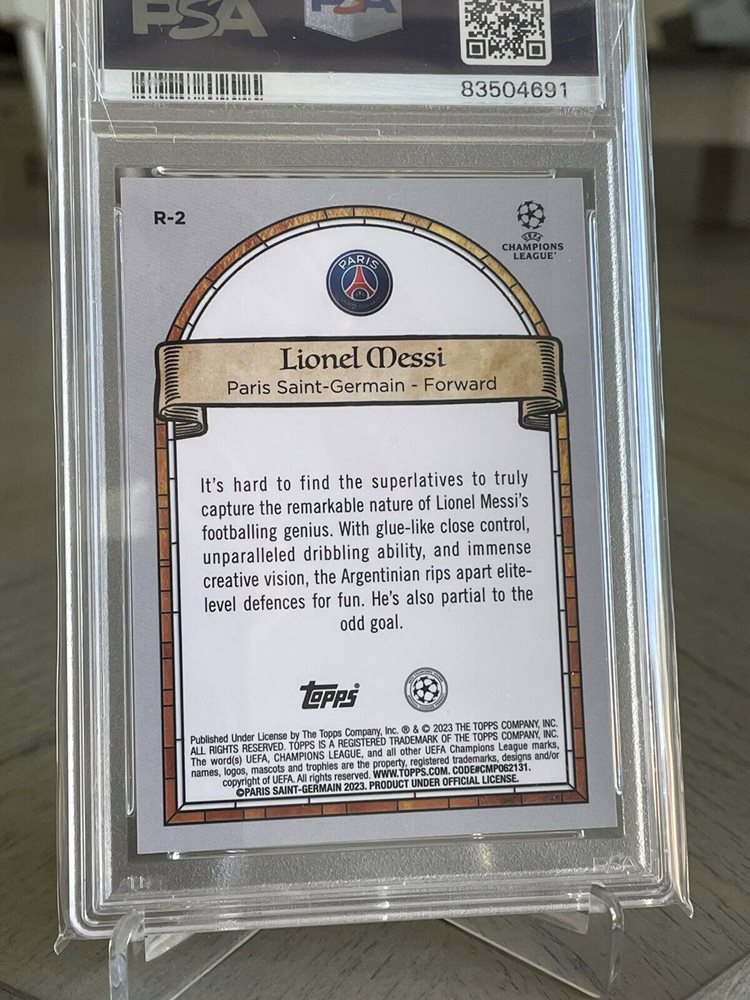 PSA
PSA
83504691
R-2
UEFA
CHAMPIONS
LEAGUE
PARIS
Lionel Messi
Paris Saint-Germain - Forward
It's hard to find the superlatives to truly
capture the remarkable nature of Lionel Messi's
footballing genius. With glue-like close control,
unparalleled dribbling ability, and immense
creative vision, the Argentinian rips apart elite-
level defences for fun. He's also partial to the
odd goal.
topps®
Published Under License by The Topps Company, Inc. ® & © 2023 THE TOPPS COMPANY, INC.
ALL RIGHTS RESERVED. TOPPS IS A REGISTERED TRADEMARK OF THE TOPPS COMPANY, INC.
The word(s) UEFA, CHAMPIONS LEAGUE, and all other UEFA Champions League marks,
names, logos, mascots and trophies are the property, registered trademarks, designs and/or
copyright of UEFA. All rights reserved. WWW.TOPPS.COM. CODE#CMP062131.
©PARIS SAINT-GERMAIN 2023. PRODUCT UNDER OFFICIAL LICENSE.